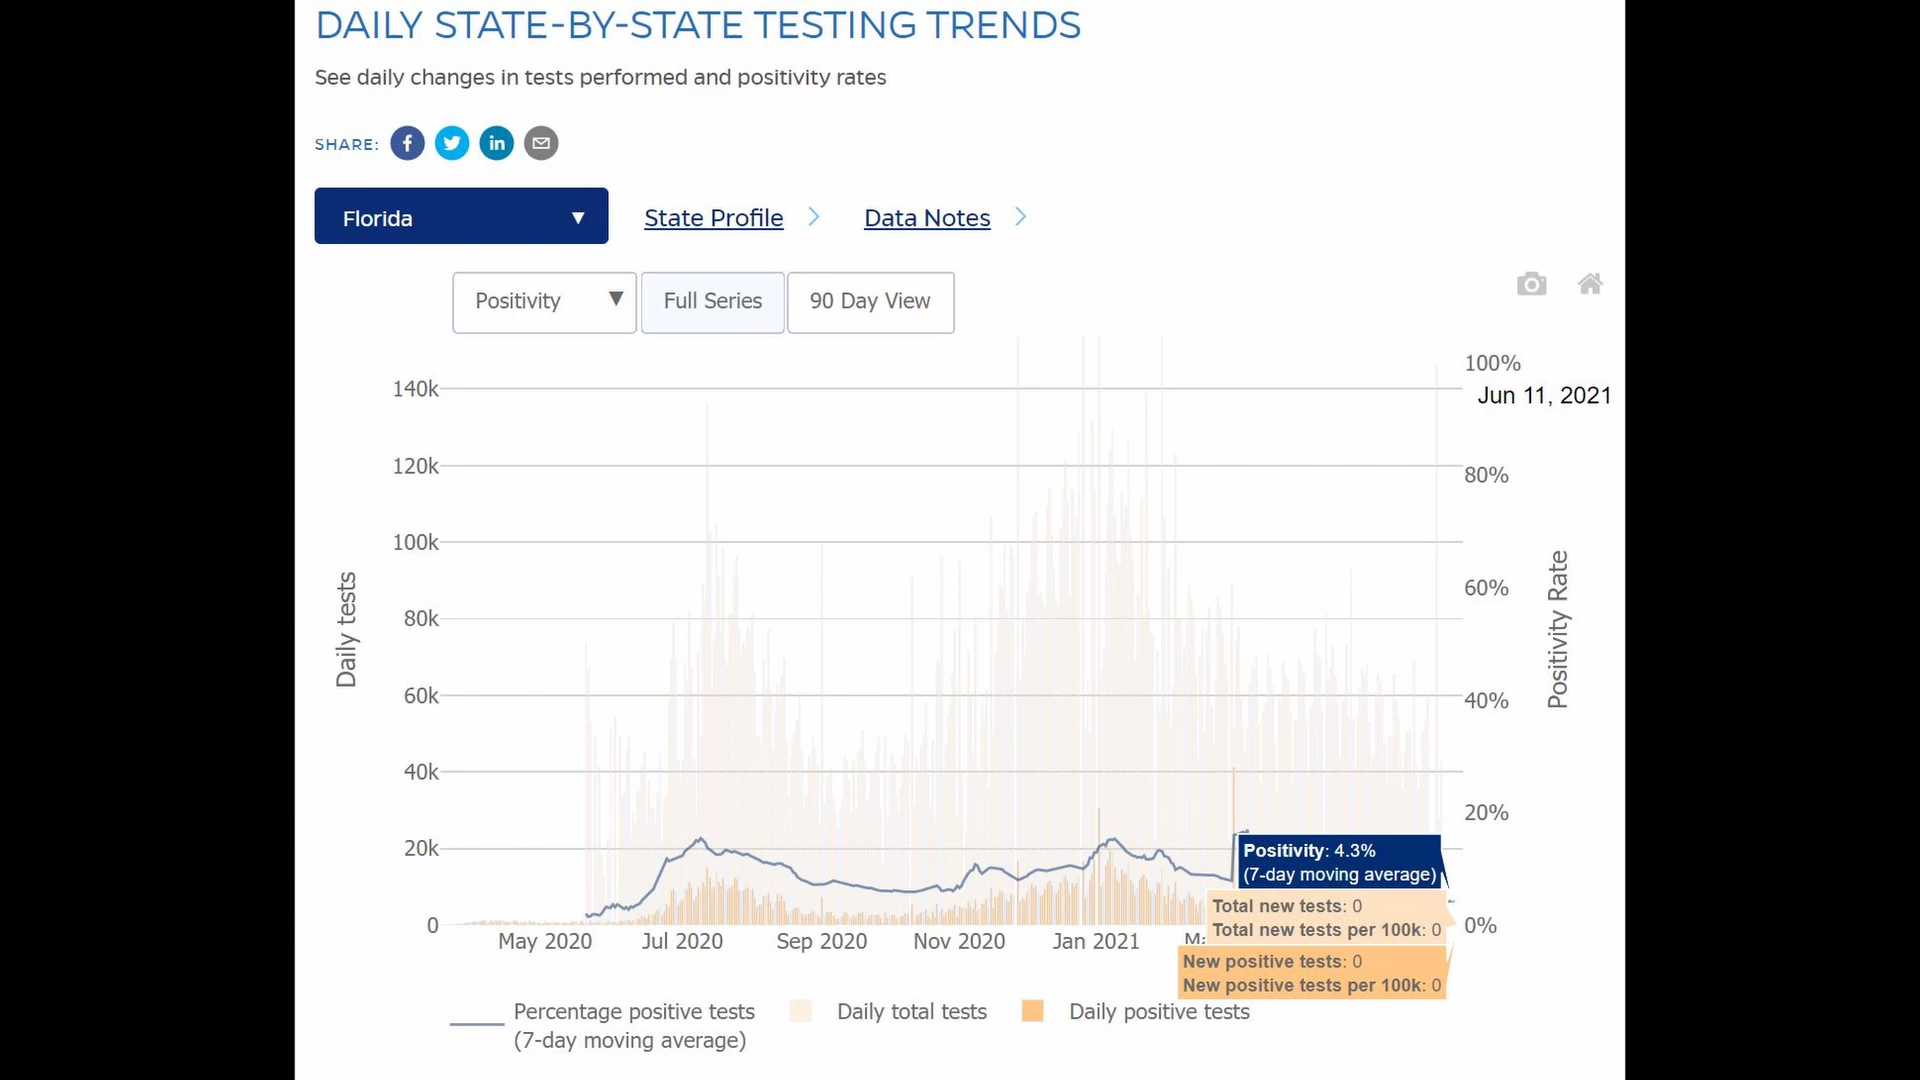 DAILY STATE-BY-STATE TESTING TRENDS
See daily changes in tests performed and positivity rates
SHARE:
Florida
State Profile
Data Notes
Positivity
Full Series
90 Day View
100%
Jun 11, 2021
140k
120k
80%
100k
60%
80k
60k
40%
40k
20%
20k
0
0%
Daily tests
Positivity Rate
Positivity: 4.3%
(7-day moving average)
Total new tests: 0
Total new tests per 100k: 0
New positive tests: 0
New positive tests per 100k: 0
May 2020
Jul 2020
Sep 2020
Nov 2020
Jan 2021
Percentage positive tests
(7-day moving average)
Daily total tests
Daily positive tests